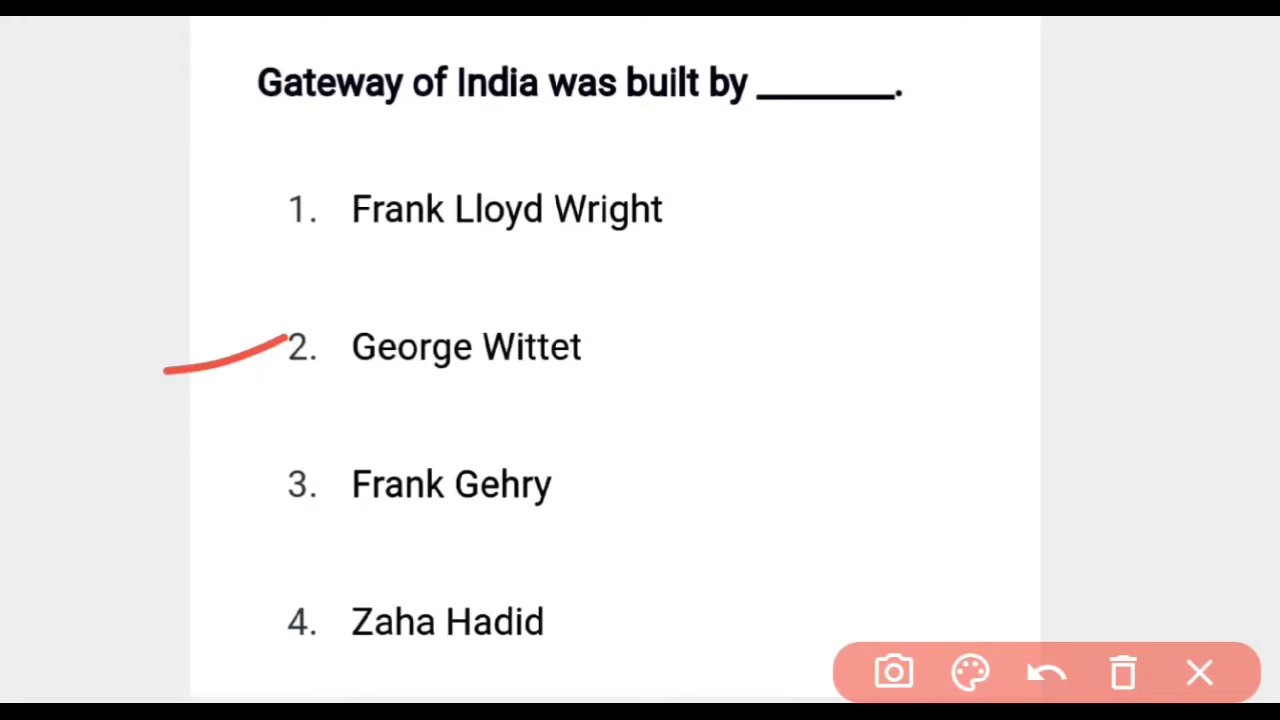 Gateway of India was built by ________.
1. Frank Lloyd Wright
2. George Wittet
3. Frank Gehry
4. Zaha Hadid